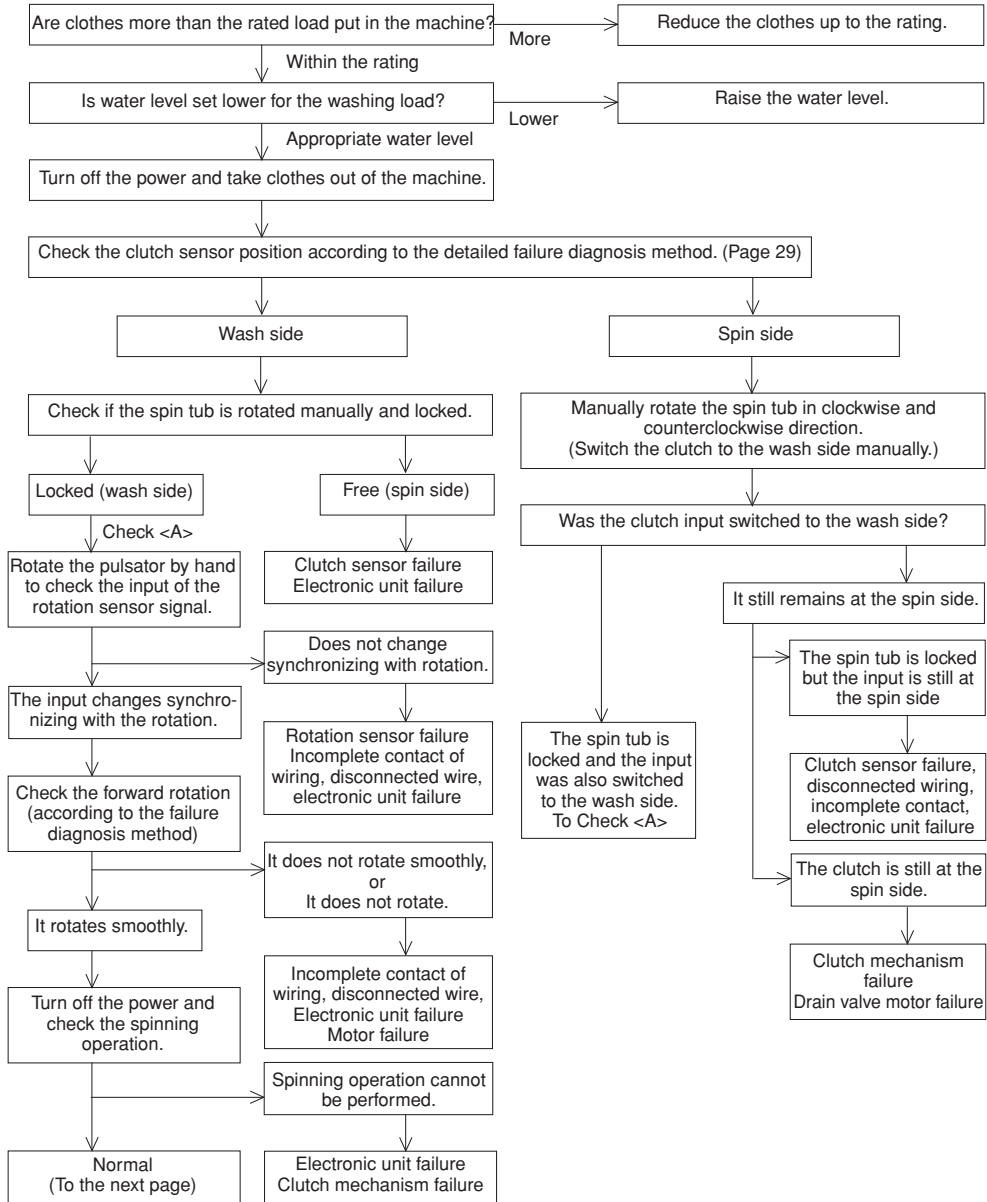 Are clothes more than the rated load put in the machine?
More
Reduce the clothes up to the rating.
Within the rating
Is water level set lower for the washing load?
Lower
Raise the water level.
Appropriate water level
Turn off the power and take clothes out of the machine.
Check the clutch sensor position according to the detailed failure diagnosis method. (Page 29)
Wash side
Spin side
Check if the spin tub is rotated manually and locked.
Locked (wash side)
Free (spin side)
Check <A>
Clutch sensor failure
Electronic unit failure
Rotate the pulsator by hand
to check the input of the
rotation sensor signal.
Does not change
synchronizing with rotation.
The input changes synchro-
nizing with the rotation.
Rotation sensor failure
Incomplete contact of
wiring, disconnected wire,
electronic unit failure
Check the forward rotation
(according to the failure
diagnosis method)
It does not rotate smoothly,
or
It does not rotate.
It rotates smoothly.
Incomplete contact of
wiring, disconnected wire,
Electronic unit failure
Motor failure
Turn off the power and
check the spinning
operation.
Spinning operation cannot
be performed.
Normal
(To the next page)
Electronic unit failure
Clutch mechanism failure
Manually rotate the spin tub in clockwise and
counterclockwise direction.
(Switch the clutch to the wash side manually.)
Was the clutch input switched to the wash side?
The spin tub is
locked and the input
was also switched
to the wash side.
To Check <A>
It still remains at the spin side.
The spin tub is locked
but the input is still at
the spin side
Clutch sensor failure,
disconnected wiring,
incomplete contact,
electronic unit failure
The clutch is still at the
spin side.
Clutch mechanism
failure
Drain valve motor failure